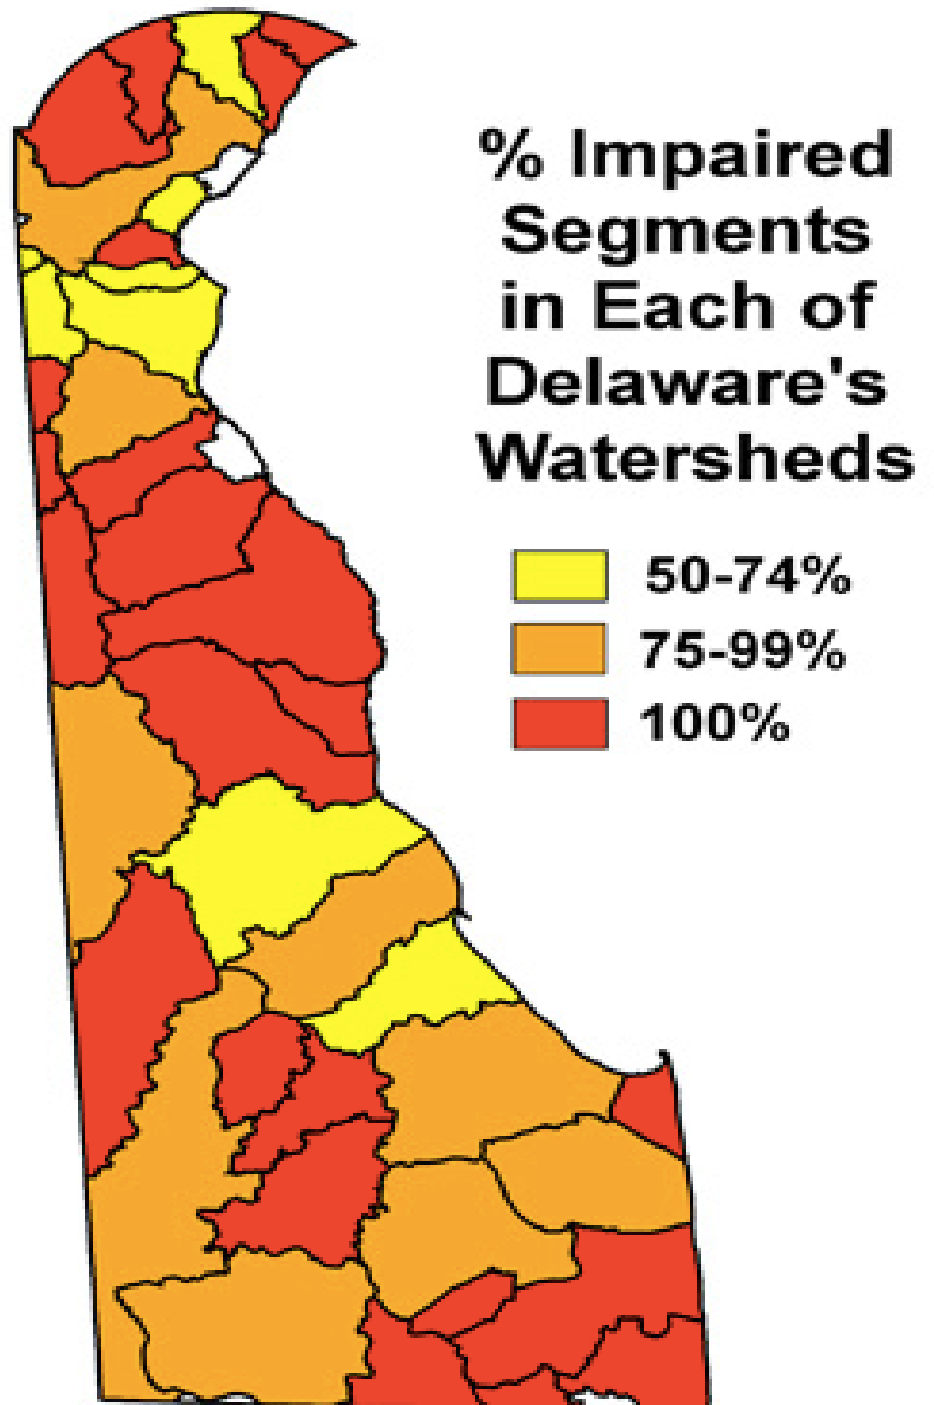 % Impaired
Segments
in Each of
Delaware's
Watersheds
50-74%
75-99%
100%